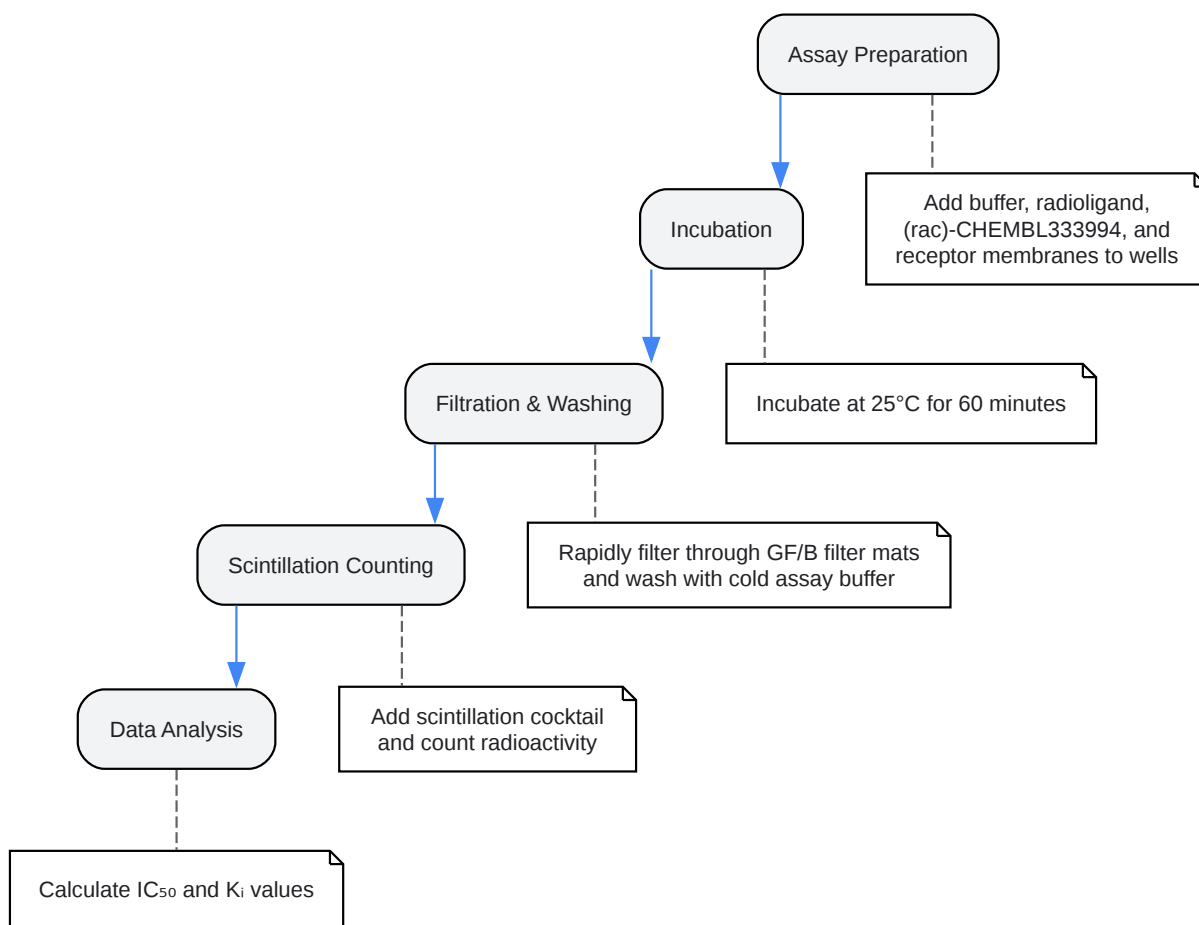 Assay Preparation
Add buffer, radioligand,
(rac)-CHEMBL333994, and
receptor membranes to wells
Incubation
Incubate at 25°C for 60 minutes
Filtration & Washing
Rapidly filter through GF/B filter mats
and wash with cold assay buffer
Scintillation Counting
Add scintillation cocktail
and count radioactivity
Data Analysis
Calculate IC₅₀ and Kᵢ values